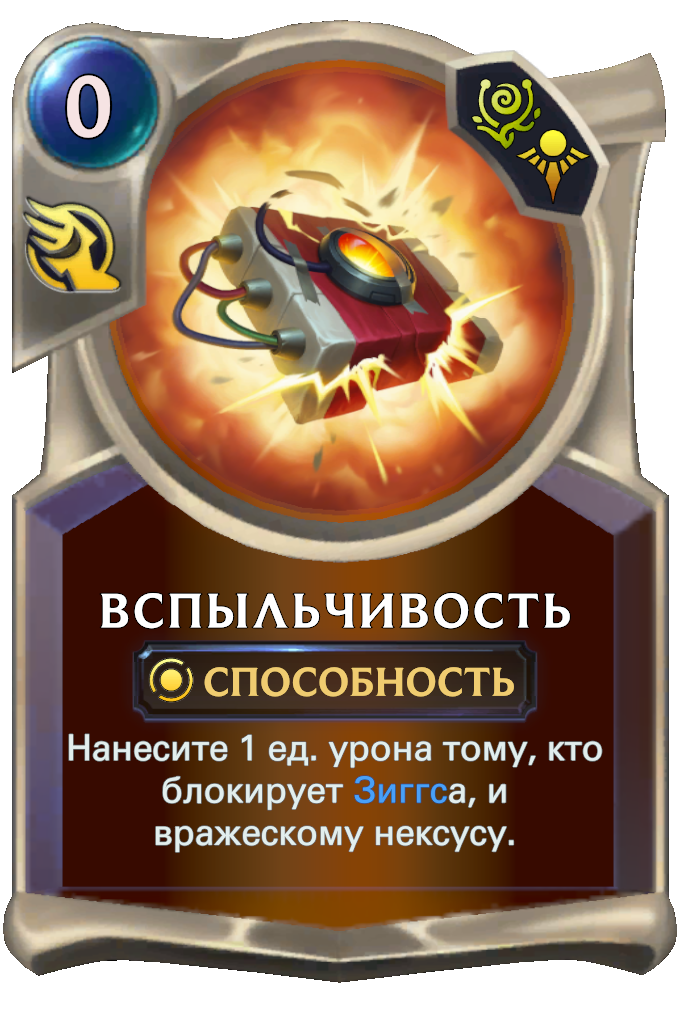 0
ВСПЫЛЬЧИВОСТЬ
СПОСОБНОСТЬ
Нанесите 1 ед. урона тому, кто
блокирует Зиггса, и
вражескому нексусу.